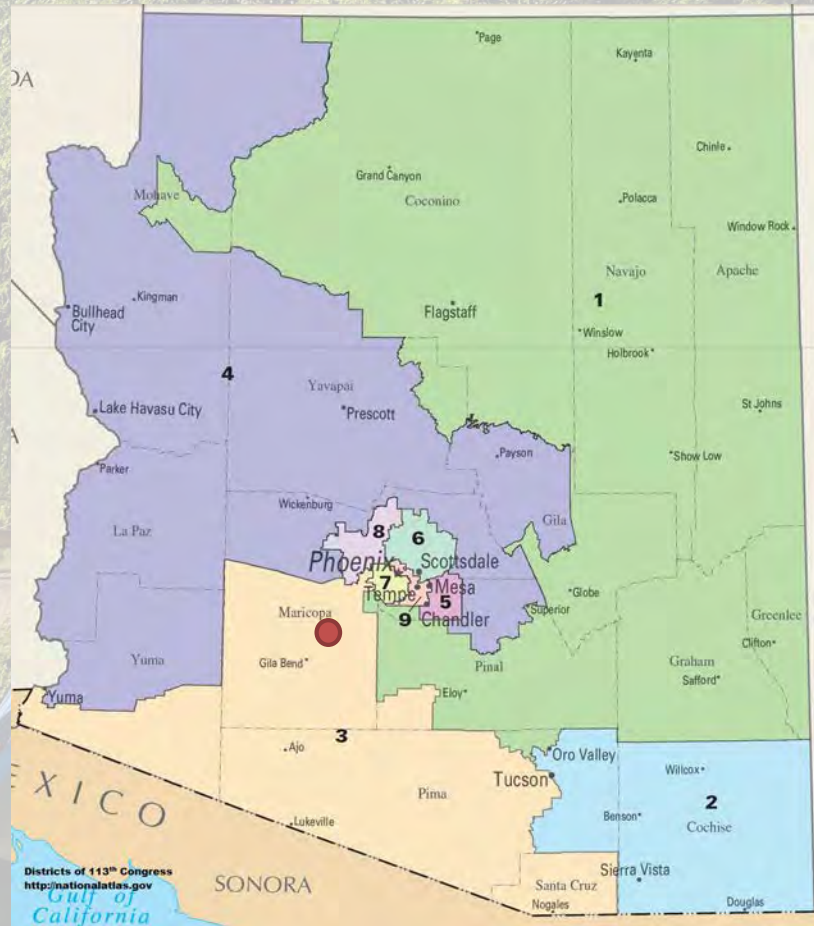 Page
Kayenta
DA
Chinle
Grand Canyon
Mohave
Coconino
Polacca
Window Rock
Navajo
Apache
Kingman
1
Bullhead
City
Flagstaff
Winslow
Holbrook
4
Yavapai
Lake Havasu City
Prescott
St Johns
A
Payson
Show Low
Parker
Wickenburg
Gila
La Paz
8
6
Phoenix
Scottsdale
7
Tempe
Mesa
5
Globe
Maricopa
9
Chandler
Superior
Greenlee
Yuma
Gila Bend
Pinal
Clifton
Graham
Safford
Yuma
Eloy
3
Ajo
Oro Valley
Tucson
Willcox
EXICO
Pima
2
Benson
Cochise
Lukeville
Sierra Vista
Districts of 113th Congress
http://nationalatlas.gov
SONORA
Santa Cruz
Gulf of
California
Nogales
Douglas